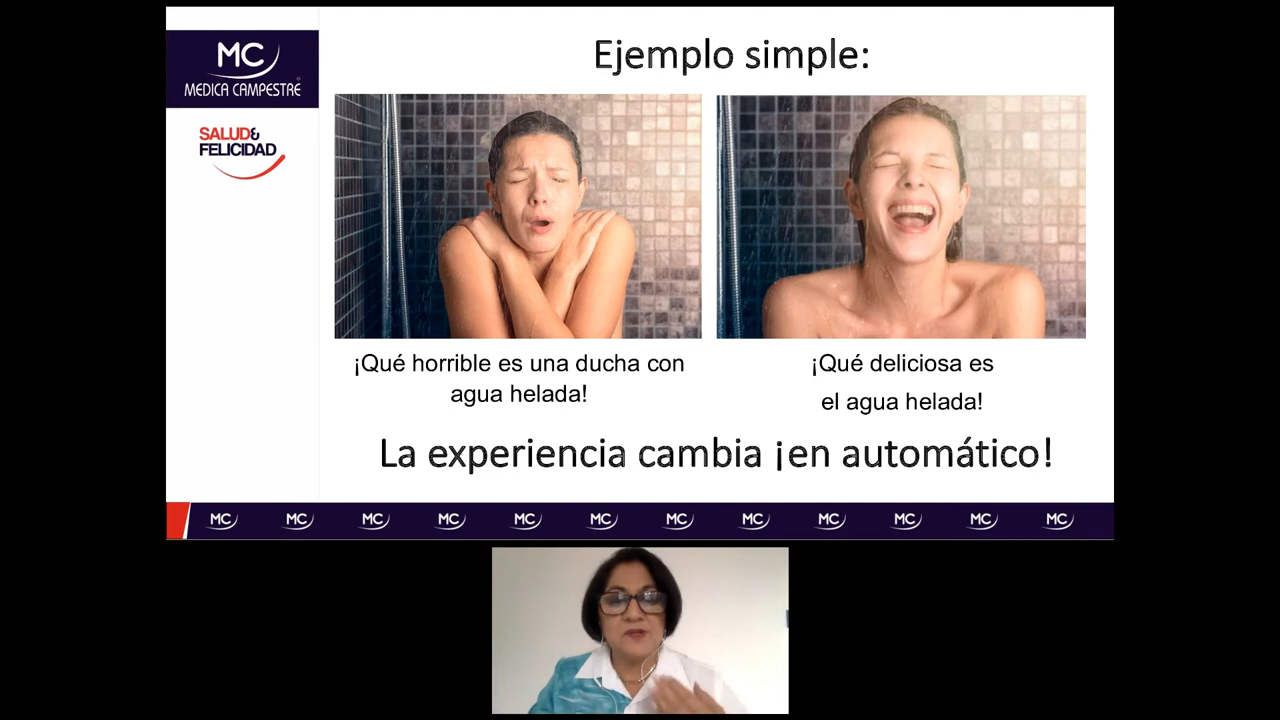 MC
MEDICA CAMPESTRE
SALUD&
FELICIDAD
Ejemplo simple:
¡Qué horrible es una ducha con
agua helada!
¡Qué deliciosa es
el agua helada!
La experiencia cambia ¡en automático!
MC MC MC MC MC MC MC MC MC MC MC MC